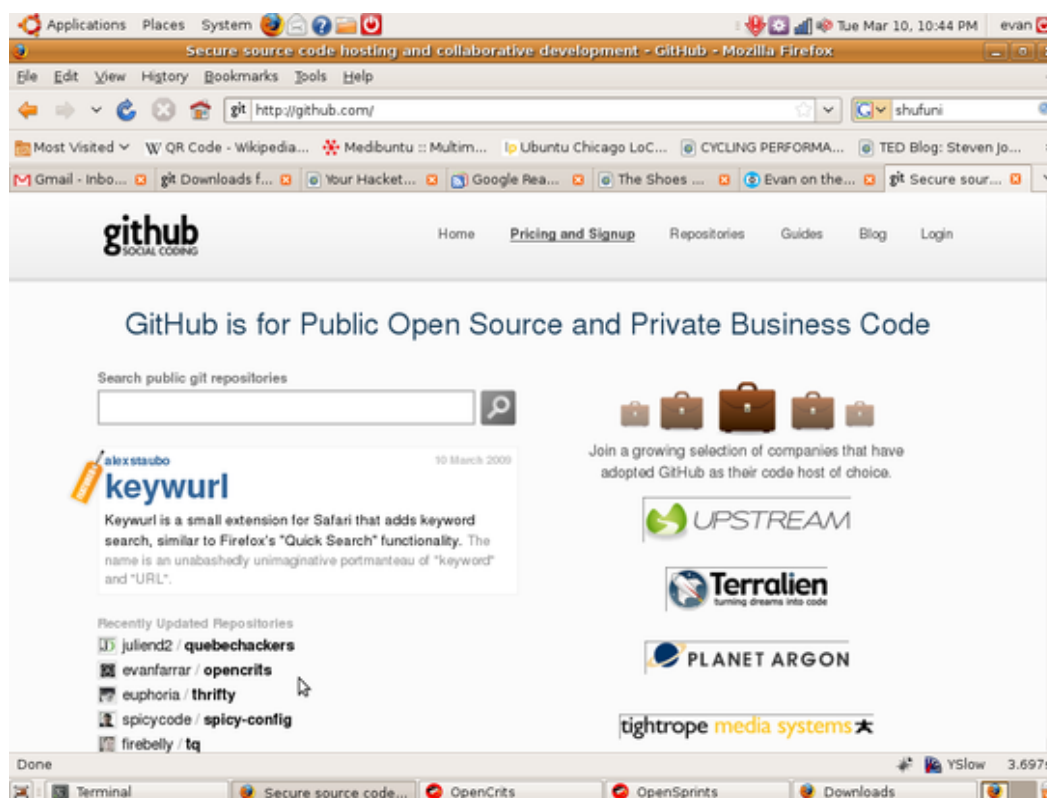 Applications Places System Tue Mar 10, 10:44 PM evan
Secure source code hosting and collaborative development - GitHub - Mozilla Firefox
File Edit View History Bookmarks Tools Help
git http://github.com/ G shufuni
Most Visited W QR Code - Wikipedia... Medibuntu :: Multim... lp Ubuntu Chicago LoC... CYCLING PERFORMA... TED Blog: Steven Jo...
Gmail - Inbo... git Downloads f... Your Hacket... Google Rea... The Shoes ... Evan on the... git Secure sour...
github
SOCIAL CODING
Home Pricing and Signup Repositories Guides Blog Login
GitHub is for Public Open Source and Private Business Code
Search public git repositories
alexstaubo 10 March 2009
keywurl
Keywurl is a small extension for Safari that adds keyword
search, similar to Firefox's "Quick Search" functionality. The
name is an unabashedly unimaginative portmanteau of "keyword"
and "URL".
Recently Updated Repositories
juliend2 / quebechackers
evanfarrar / opencrits
euphoria / thrifty
spicycode / spicy-config
firebelly / tq
Join a growing selection of companies that have
adopted GitHub as their code host of choice.
UPSTREAM
Terralien
turning dreams into code
PLANET ARGON
tightrope media systems
Done YSlow 3.697s
Terminal Secure source code... OpenCrits OpenSprints Downloads